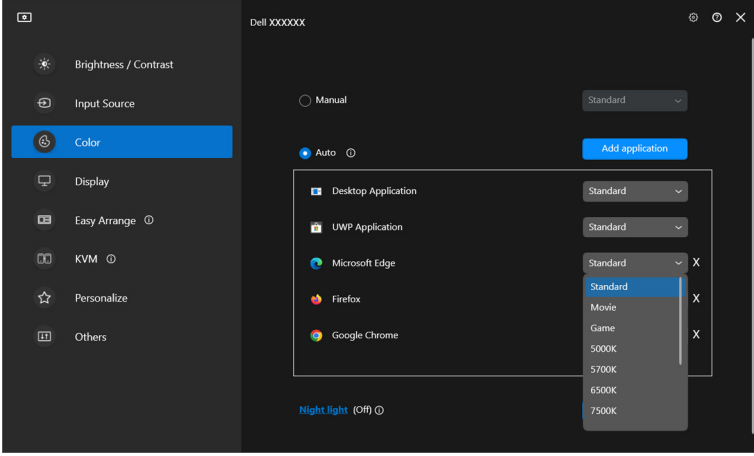 Dell XXXXXX
Brightness / Contrast
Input Source
Color
Display
Easy Arrange
KVM
Personalize
Others
Manual
Standard
Auto
Add application
Desktop Application
Standard
UWP Application
Standard
Microsoft Edge
Standard
X
Firefox
X
Google Chrome
X
Standard
Movie
Game
5000K
5700K
6500K
7500K
Night light (Off)